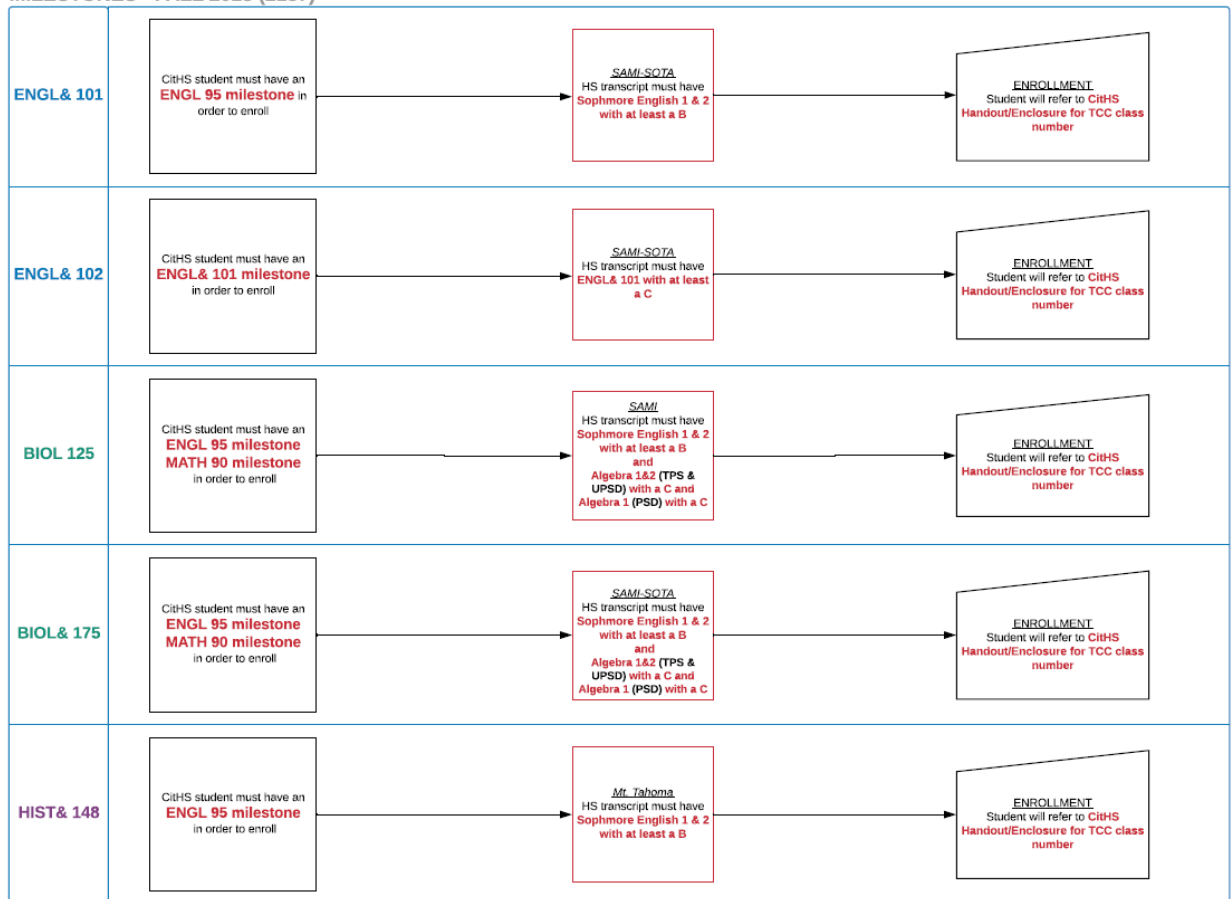 ENGL& 101
CitHS student must have an
ENGL 95 milestone in
order to enroll
SAMI-SOTA
HS transcript must have
Sophmore English 1 & 2
with at least a B
ENROLLMENT
Student will refer to CitHS
Handout/Enclosure for TCC class
number
ENGL& 102
CitHS student must have an
ENGL& 101 milestone
in order to enroll
SAMI-SOTA
HS transcript must have
ENGL& 101 with at least
a C
ENROLLMENT
Student will refer to CitHS
Handout/Enclosure for TCC class
number
BIOL 125
CitHS student must have an
ENGL 95 milestone
MATH 90 milestone
in order to enroll
SAMI
HS transcript must have
Sophmore English 1 & 2
with at least a B
and
Algebra 1&2 (TPS &
UPSD) with a C and
Algebra 1 (PSD) with a C
ENROLLMENT
Student will refer to CitHS
Handout/Enclosure for TCC class
number
BIOL& 175
CitHS student must have an
ENGL 95 milestone
MATH 90 milestone
in order to enroll
SAMI-SOTA
HS transcript must have
Sophmore English 1 & 2
with at least a B
and
Algebra 1&2 (TPS &
UPSD) with a C and
Algebra 1 (PSD) with a C
ENROLLMENT
Student will refer to CitHS
Handout/Enclosure for TCC class
number
HIST& 148
CitHS student must have an
ENGL 95 milestone
in order to enroll
Mt. Tahoma
HS transcript must have
Sophmore English 1 & 2
with at least a B
ENROLLMENT
Student will refer to CitHS
Handout/Enclosure for TCC class
number